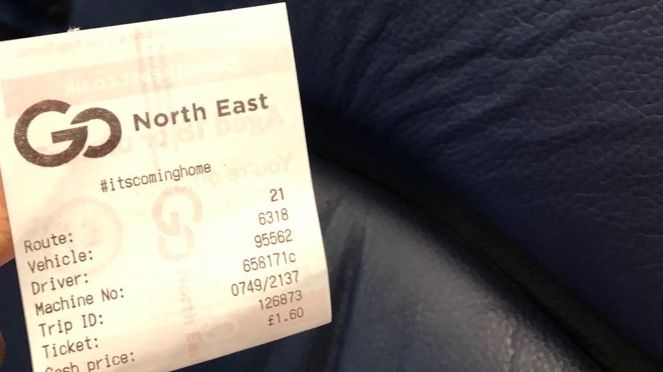 GO North East
#itscominghome
Route: 21
Vehicle: 6318
Driver: 95562
Machine No: 658171c
Trip ID: 0749/2137
Ticket: 126873
Cash price: £1.60